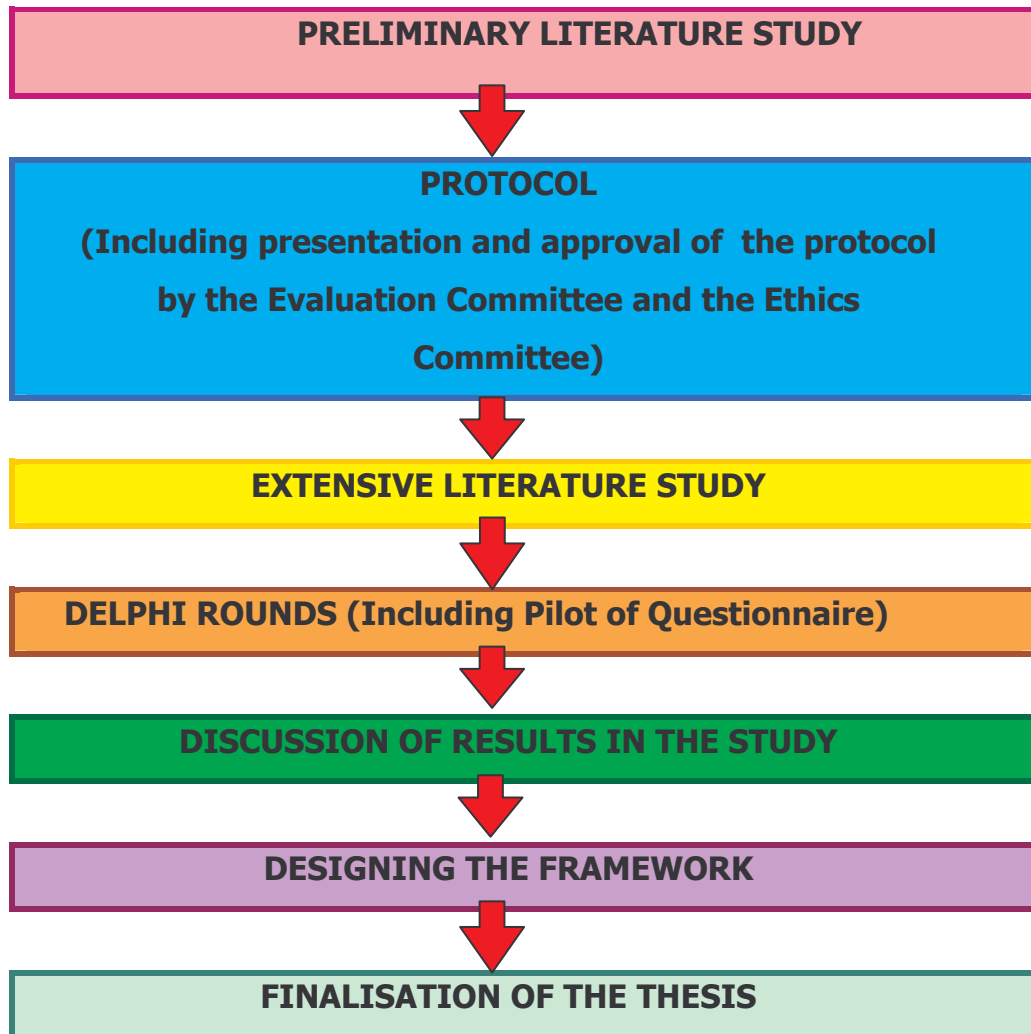 PRELIMINARY LITERATURE STUDY
PROTOCOL
(Including presentation and approval of the protocol
by the Evaluation Committee and the Ethics
Committee)
EXTENSIVE LITERATURE STUDY
DELPHI ROUNDS (Including Pilot of Questionnaire)
DISCUSSION OF RESULTS IN THE STUDY
DESIGNING THE FRAMEWORK
FINALISATION OF THE THESIS